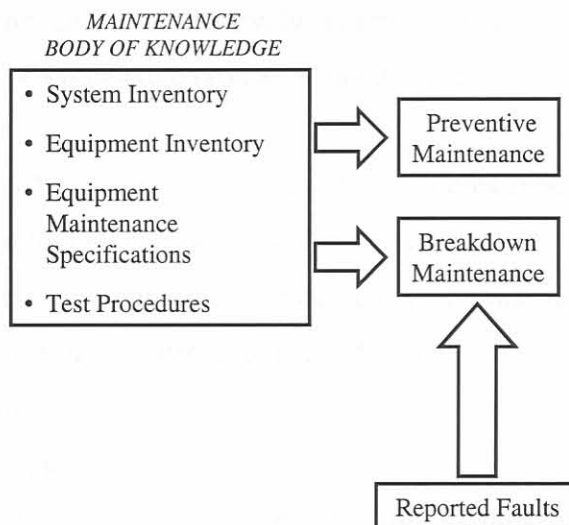 MAINTENANCE
BODY OF KNOWLEDGE
• System Inventory
• Equipment Inventory
• Equipment
Maintenance
Specifications
• Test Procedures
Preventive
Maintenance
Breakdown
Maintenance
Reported Faults